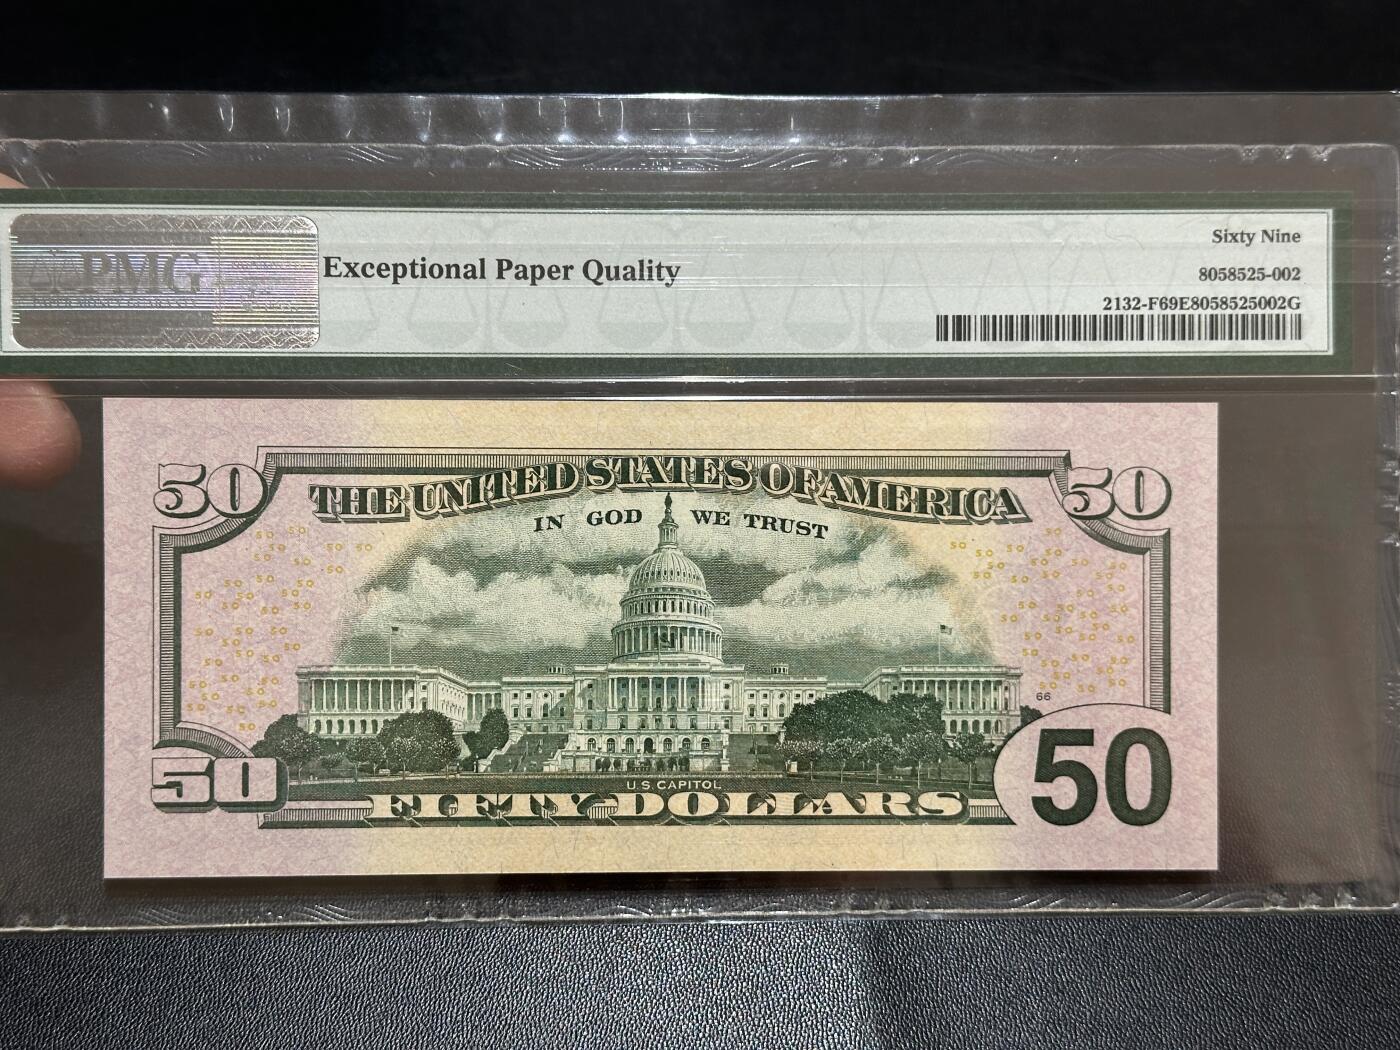 PMG
Exceptional Paper Quality
Sixty Nine
8058525-002
2132-F69E8058525002G
50
50
THE UNITED STATES OF AMERICA
IN GOD WE TRUST
66
50
50
U.S. CAPITOL
FIFTY DOLLARS